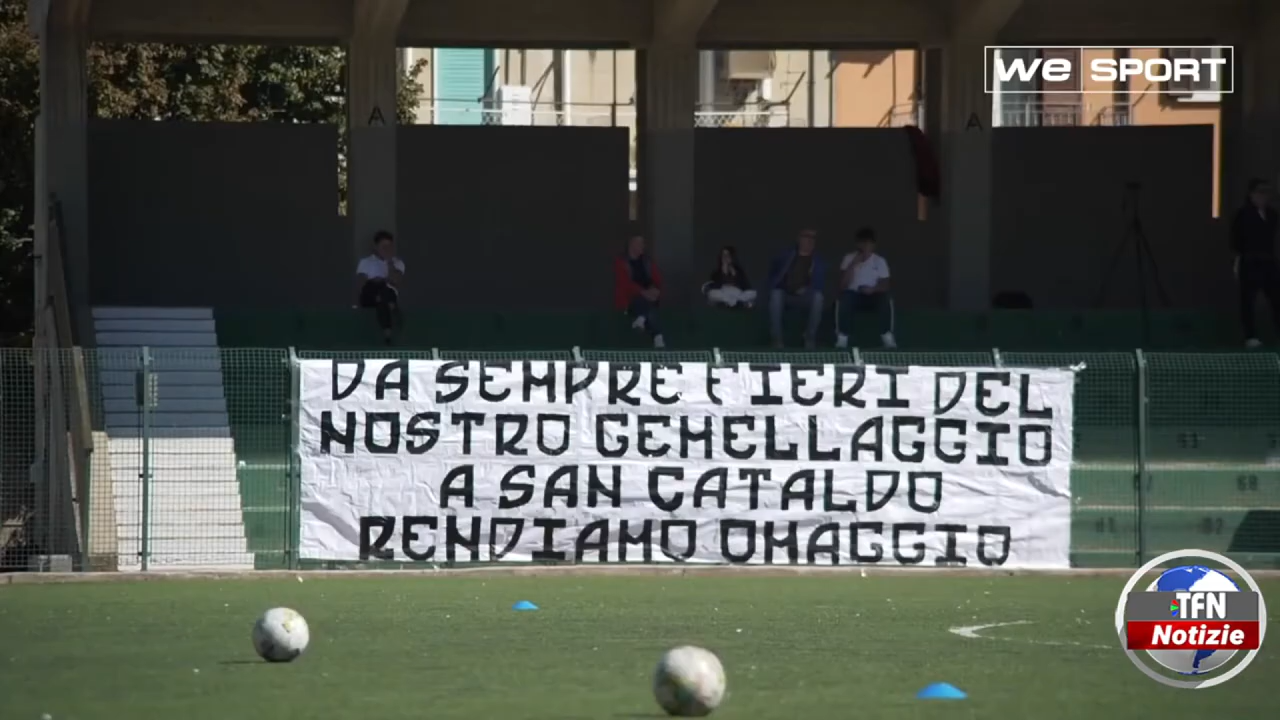 we SPORT
A
A
DA SEMPRE FIERI DEL
NOSTRO GEMELLAGGIO
A SAN CATALDO
RENDIAMO OMAGGIO
TFN
Notizie